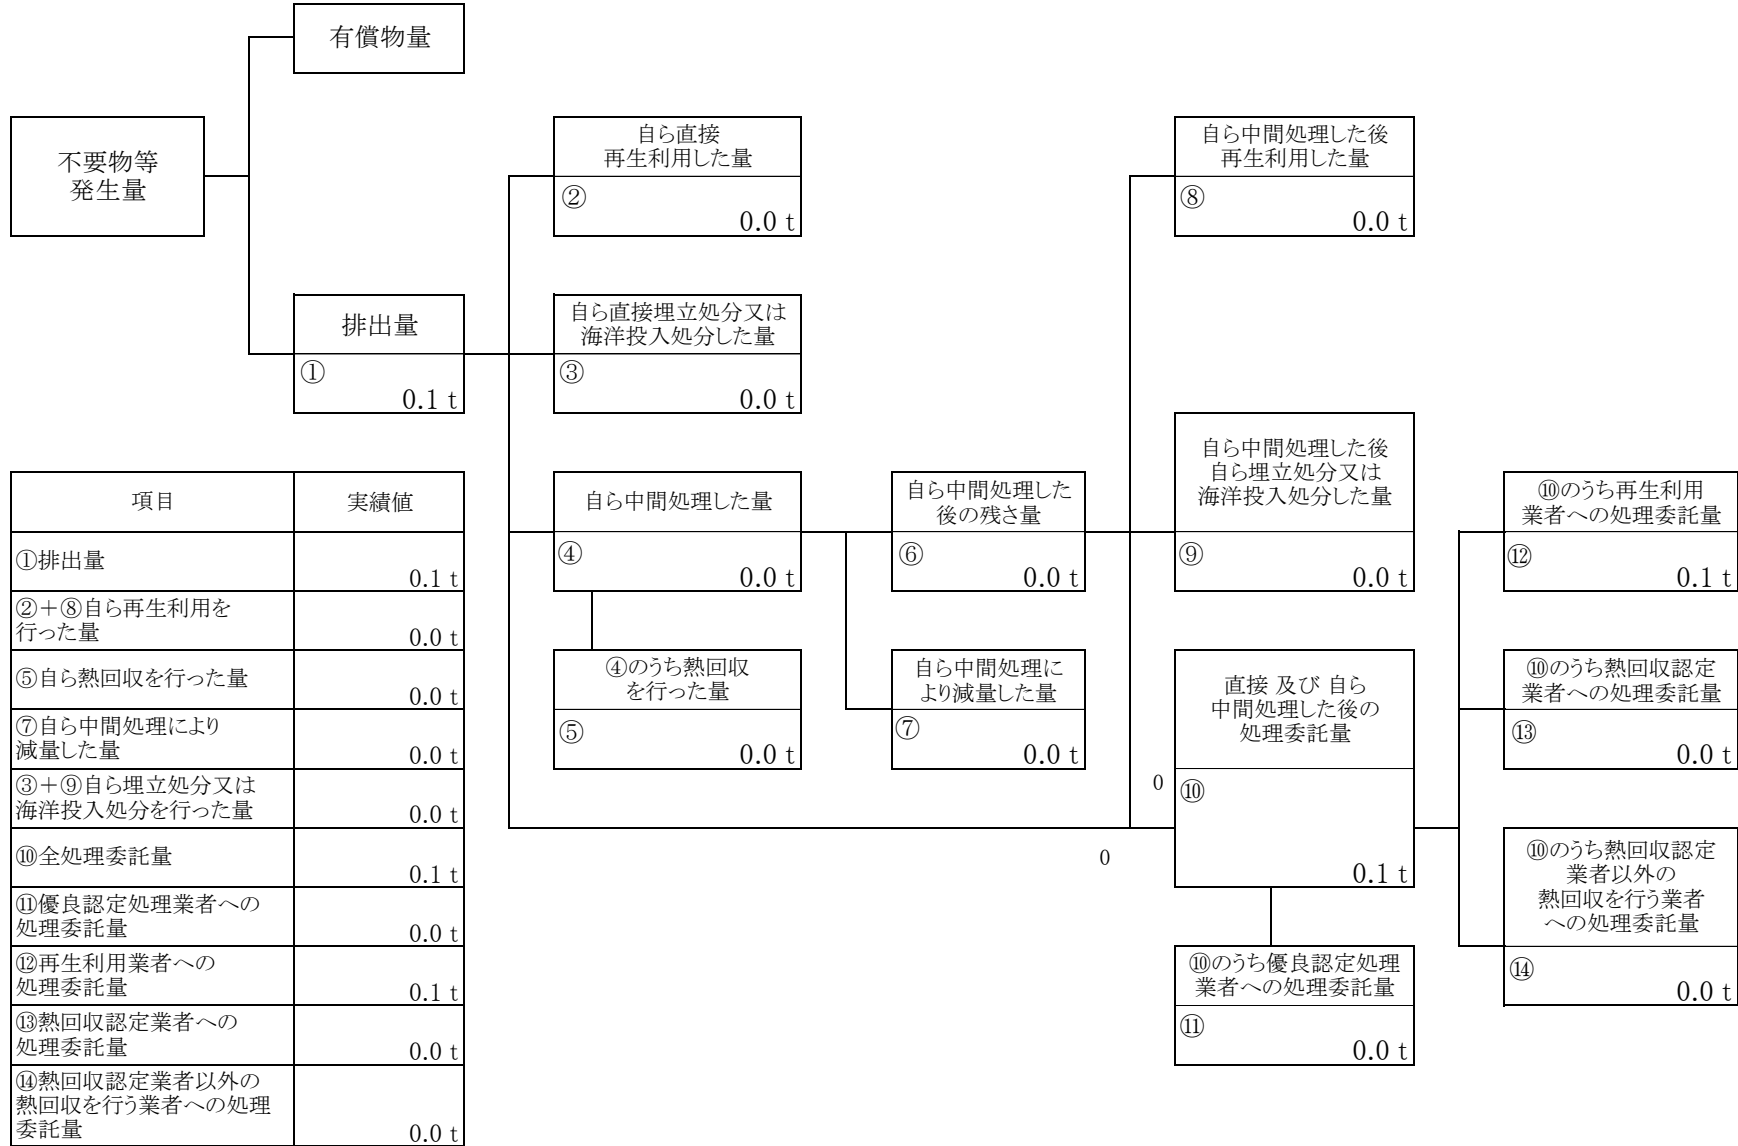 有償物量
不要物等
発生量
自ら直接
再生利用した量
②
0.0 t
自ら中間処理した後
再生利用した量
⑧
0.0 t
排出量
①
0.1 t
自ら直接埋立処分又は
海洋投入処分した量
③
0.0 t
自ら中間処理した量
④
0.0 t
自ら中間処理した
後の残さ量
⑥
0.0 t
自ら中間処理した後
自ら埋立処分又は
海洋投入処分した量
⑨
0.0 t
⑩のうち再生利用
業者への処理委託量
⑫
0.1 t
④のうち熱回収
を行った量
⑤
0.0 t
自ら中間処理に
より減量した量
⑦
0.0 t
直接 及び 自ら
中間処理した後の
処理委託量
0
⑩
0.1 t
0
⑩のうち熱回収認定
業者への処理委託量
⑬
0.0 t
⑩のうち熱回収認定
業者以外の
熱回収を行う業者
への処理委託量
⑭
0.0 t
⑩のうち優良認定処理
業者への処理委託量
⑪
0.0 t
項目 実績値
①排出量
0.1 t
②＋⑧自ら再生利用を
行った量
0.0 t
⑤自ら熱回収を行った量
0.0 t
⑦自ら中間処理により
減量した量
0.0 t
③＋⑨自ら埋立処分又は
海洋投入処分を行った量
0.0 t
⑩全処理委託量
0.1 t
⑪優良認定処理業者への
処理委託量
0.0 t
⑫再生利用業者への
処理委託量
0.1 t
⑬熱回収認定業者への
処理委託量
0.0 t
⑭熱回収認定業者以外の
熱回収を行う業者への処理
委託量
0.0 t